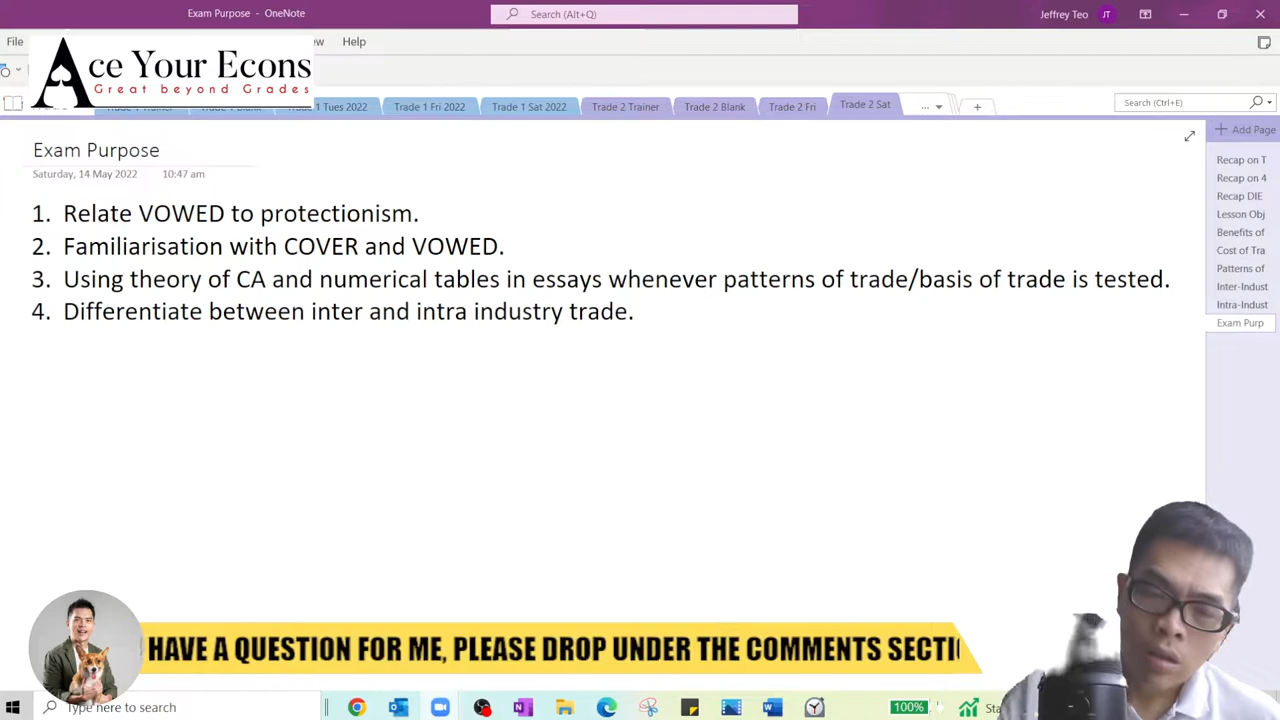 Exam Purpose - OneNote
Search (Alt+Q)
Jeffrey Teo JT
File
Help
Ace Your Econs
Great beyond Grades
1 Tues 2022
Trade 1 Fri 2022
Trade 1 Sat 2022
Trade 2 Trainer
Trade 2 Blank
Trade 2 Fri
Trade 2 Sat
...
Search (Ctrl+E)
Exam Purpose
Saturday, 14 May 2022 10:47 am
Add Page
Recap on T
Recap on 4
Recap DIE
Lesson Obj
Benefits of
Cost of Tra
Patterns of
Inter-Indust
Intra-Indust
Exam Purp
1. Relate VOWED to protectionism.
2. Familiarisation with COVER and VOWED.
3. Using theory of CA and numerical tables in essays whenever patterns of trade/basis of trade is tested.
4. Differentiate between inter and intra industry trade.
HAVE A QUESTION FOR ME, PLEASE DROP UNDER THE COMMENTS SECTI
Type here to search
100%
Sta